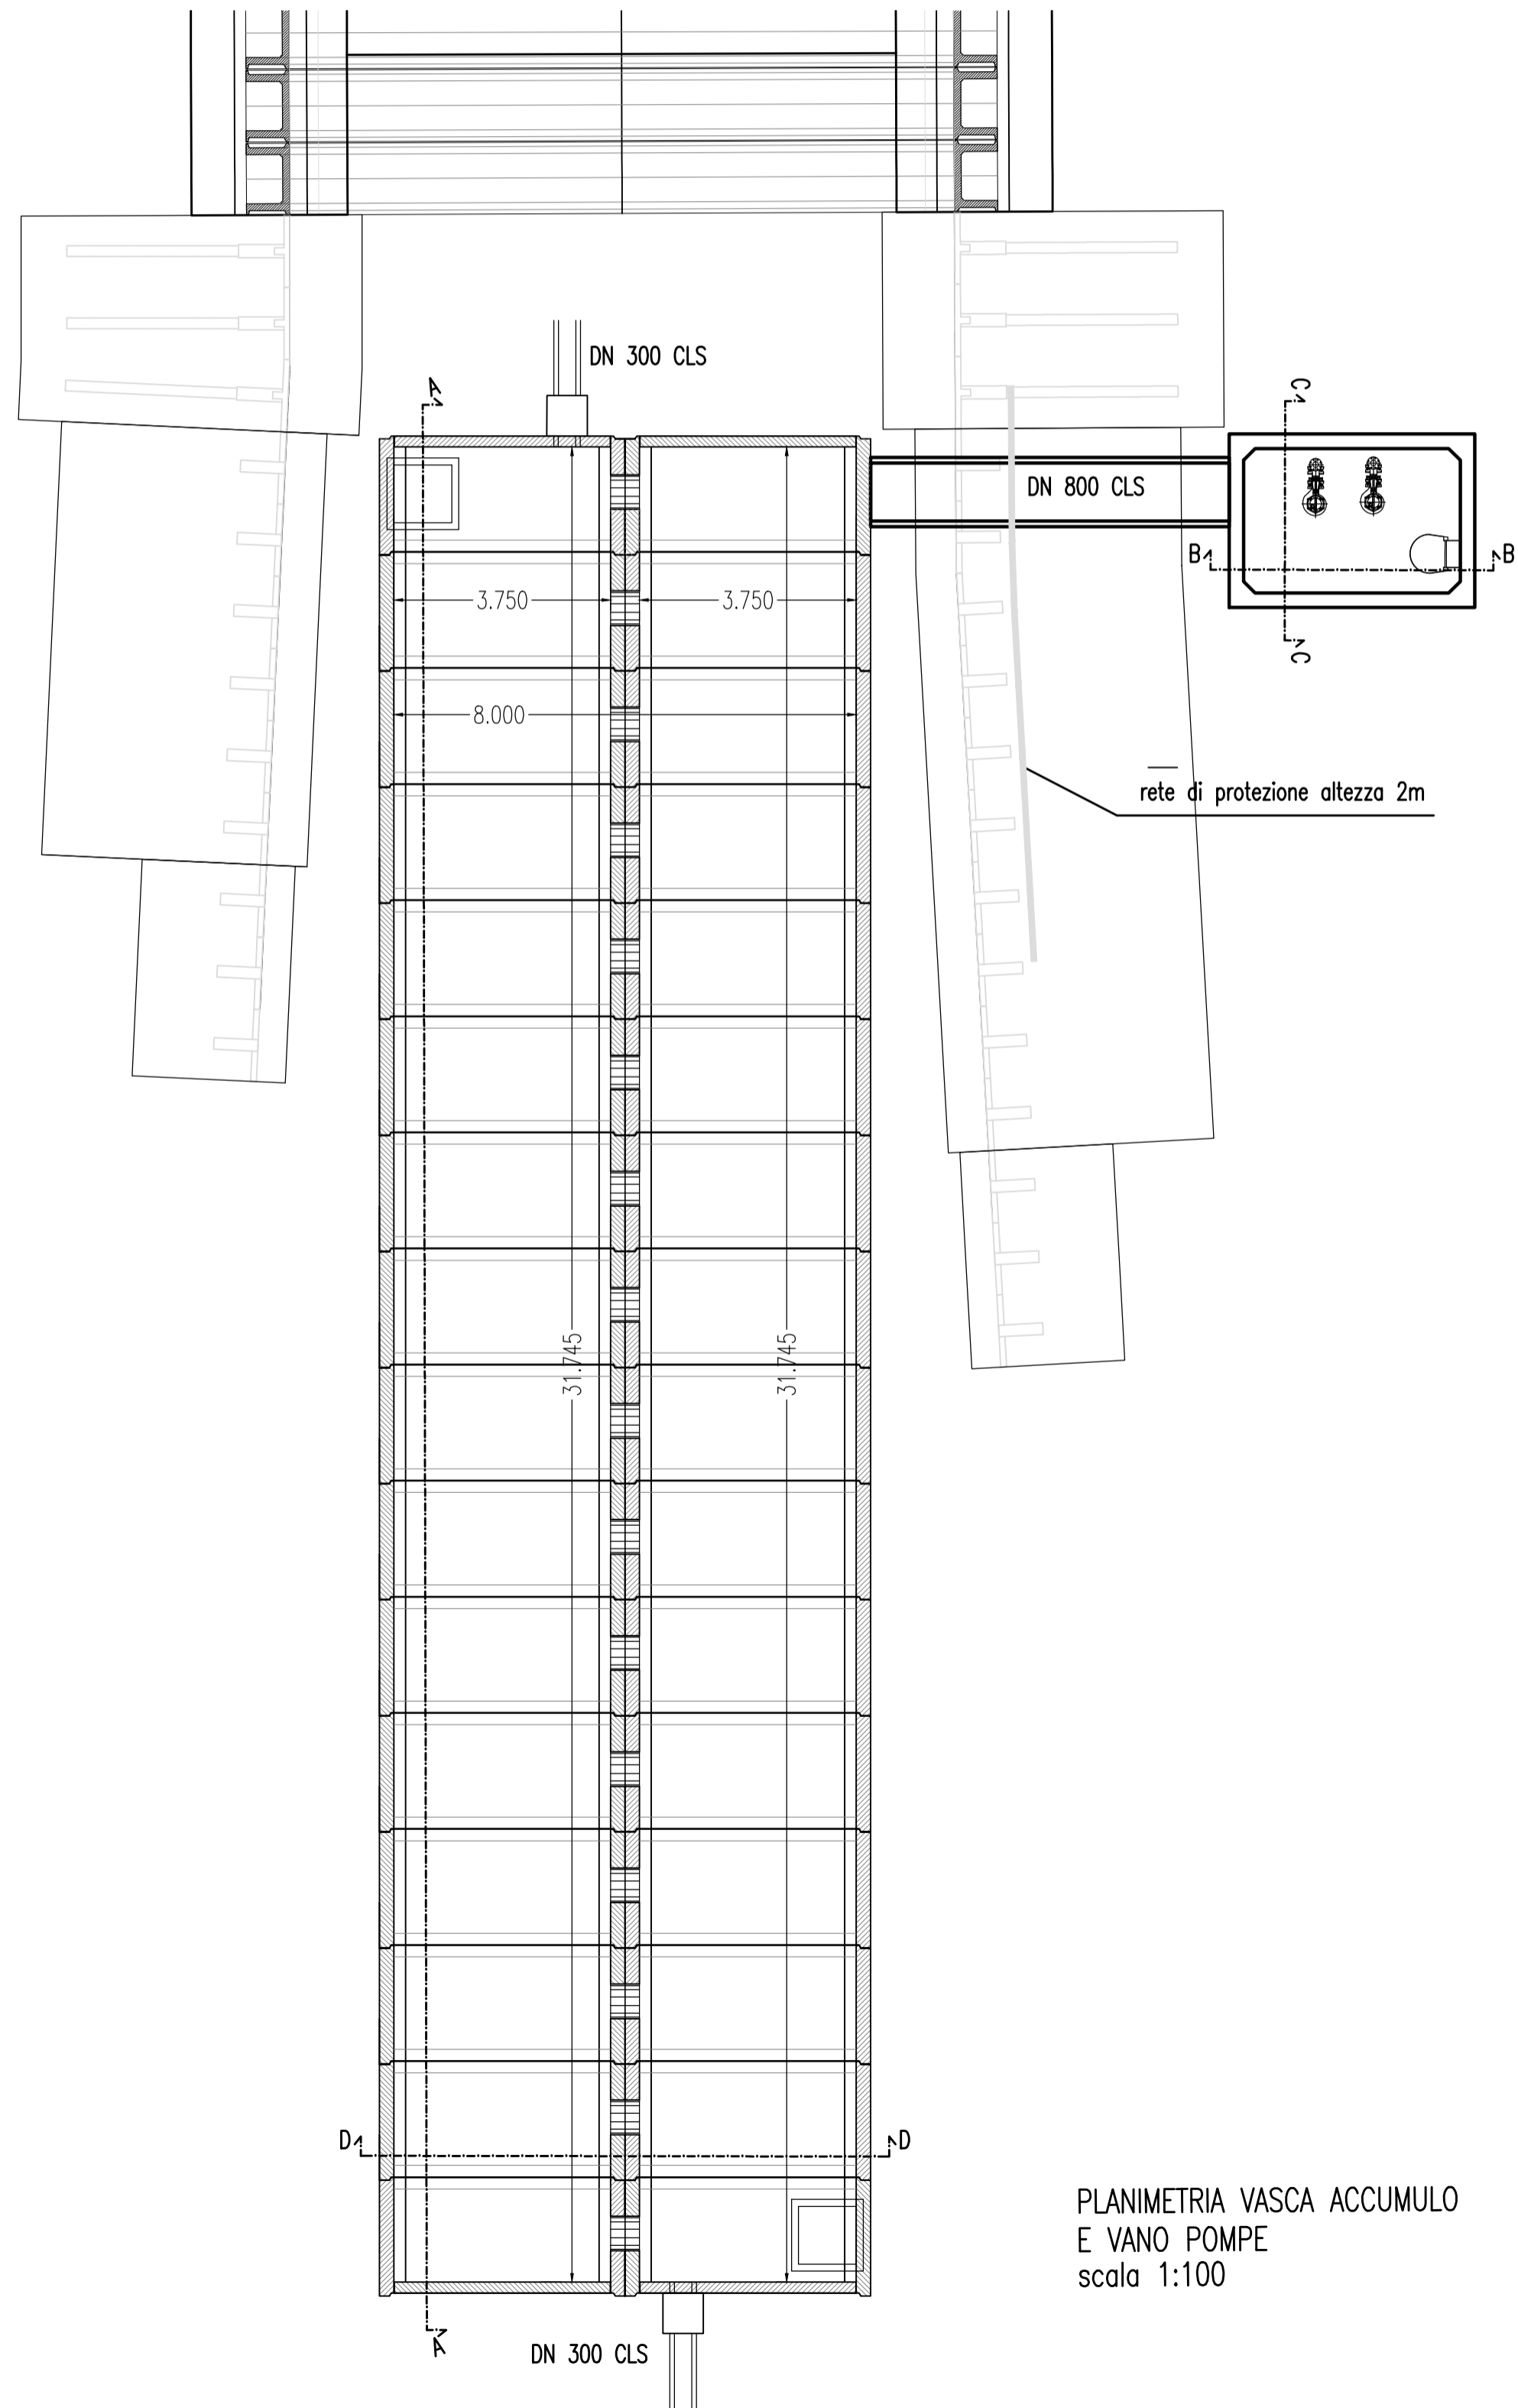 DN 300 CLS
A
A
C
C
DN 800 CLS
B
B
3.750
3.750
8.000
rete di protezione altezza 2m
31.745
31.745
D
D
PLANIMETRIA VASCA ACCUMULO
E VANO POMPE
scala 1:100
DN 300 CLS